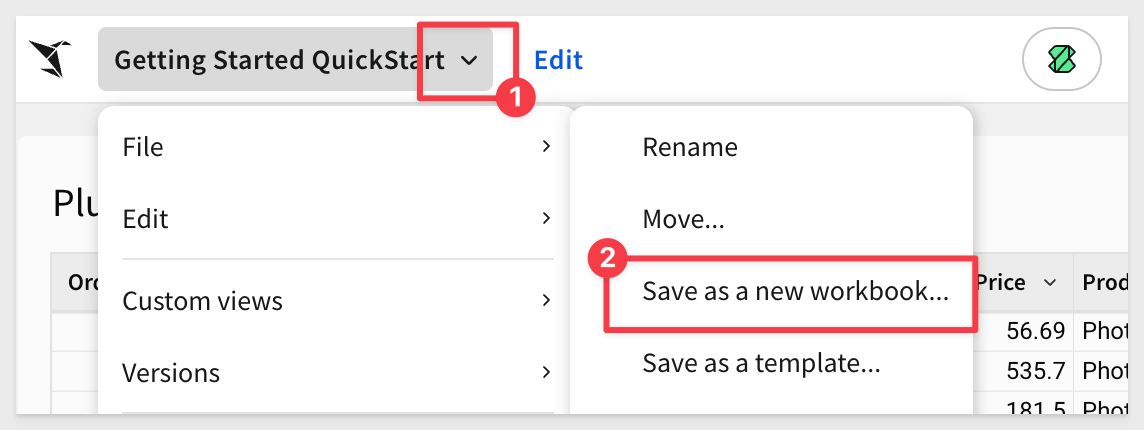 Getting Started QuickStart
Edit
1
File
Rename
Plu
Edit
Move...
2
Custom views
Save as a new workbook...
Price
Prod
56.69
Phot
Versions
Save as a template...
535.7
Phot
181.5
Phot